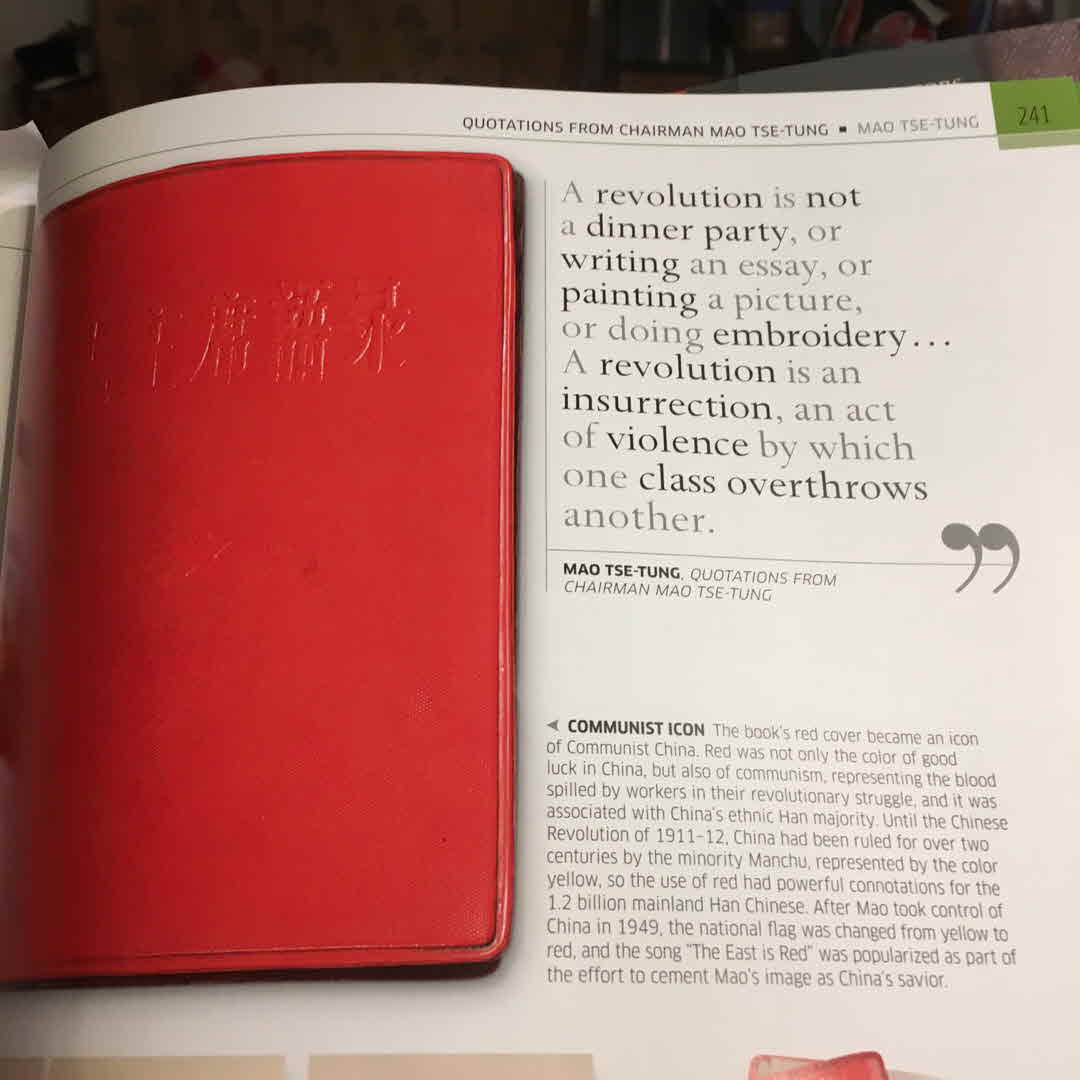 QUOTATIONS FROM CHAIRMAN MAO TSE-TUNG ▪ MAO TSE-TUNG 241
主席語录
A revolution is not
a dinner party, or
writing an essay, or
painting a picture,
or doing embroidery...
A revolution is an
insurrection, an act
of violence by which
one class overthrows
another.
”
MAO TSE-TUNG, QUOTATIONS FROM
CHAIRMAN MAO TSE-TUNG
◄ COMMUNIST ICON The book's red cover became an icon
of Communist China. Red was not only the color of good
luck in China, but also of communism, representing the blood
spilled by workers in their revolutionary struggle, and it was
associated with China's ethnic Han majority. Until the Chinese
Revolution of 1911–12, China had been ruled for over two
centuries by the minority Manchu, represented by the color
yellow, so the use of red had powerful connotations for the
1.2 billion mainland Han Chinese. After Mao took control of
China in 1949, the national flag was changed from yellow to
red, and the song "The East is Red" was popularized as part of
the effort to cement Mao's image as China's savior.